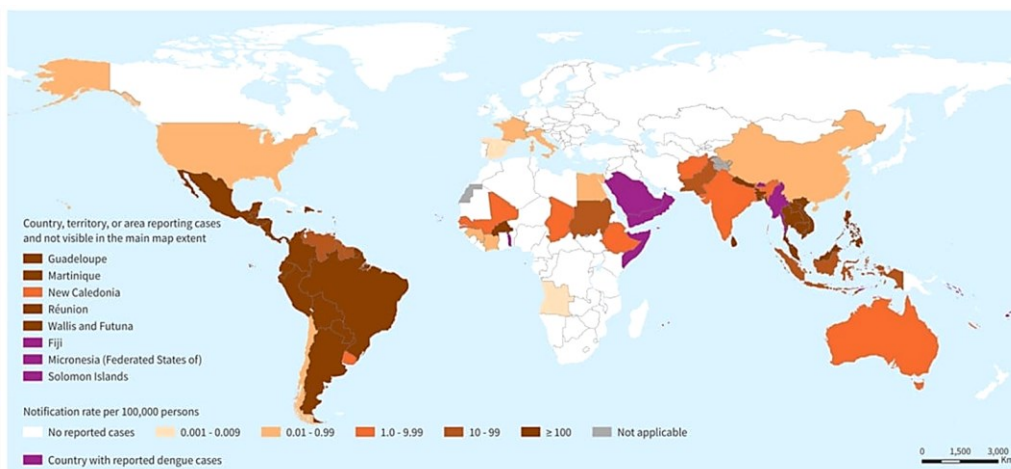 Country, territory, or area reporting cases
and not visible in the main map extent
Guadeloupe
Martinique
New Caledonia
Réunion
Wallis and Futuna
Fiji
Micronesia (Federated States of)
Solomon Islands
Notification rate per 100,000 persons
No reported cases 0.001 - 0.009 0.01 - 0.99 1.0 - 9.99 10 - 99 ≥ 100 Not applicable
Country with reported dengue cases
0 1,500 3,000
Km